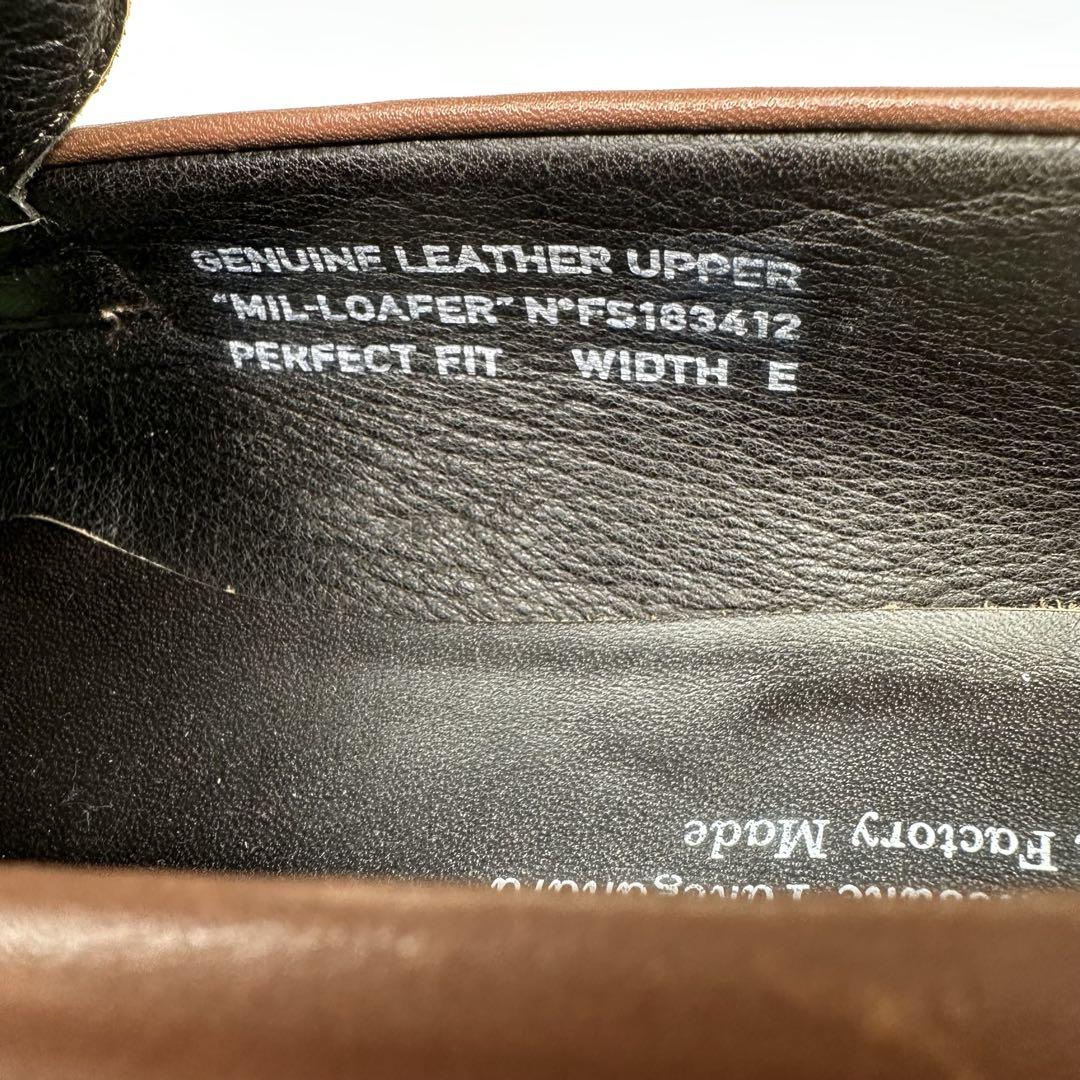 GENUINE LEATHER UPPER
"MIL-LOAFER" N°FS183412
PERFECT FIT WIDTH E
Factory Made